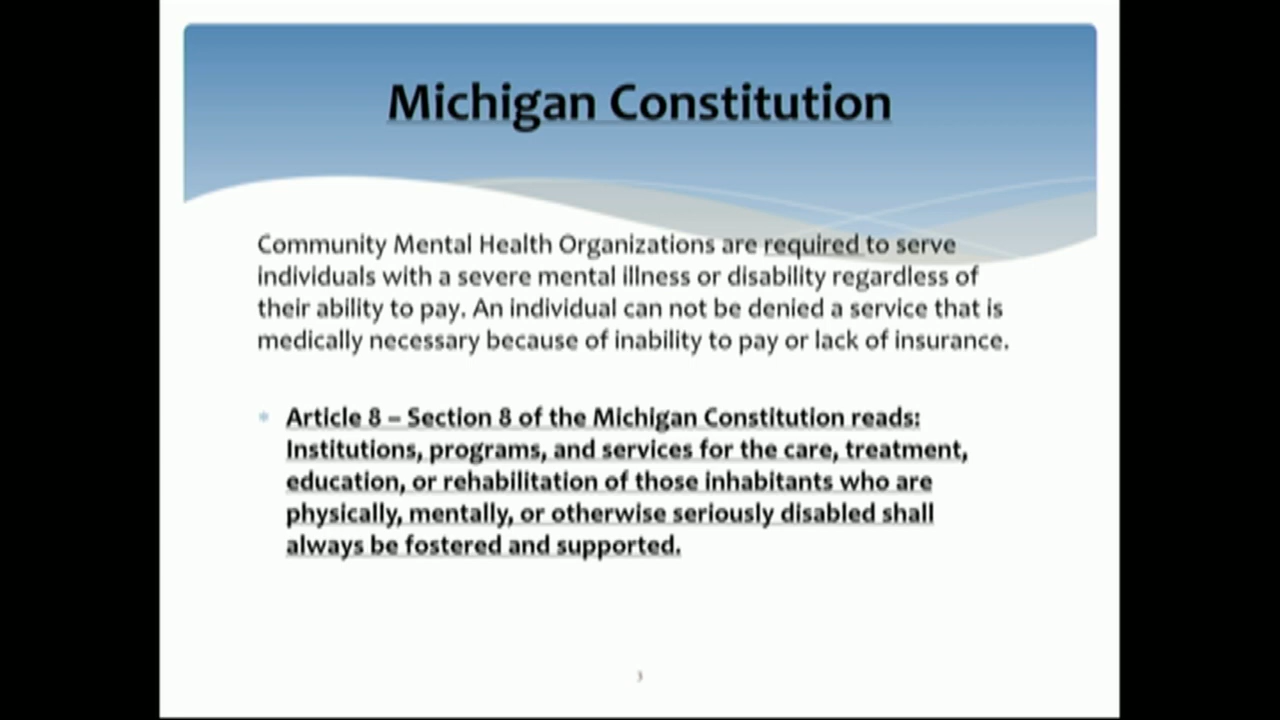 Michigan Constitution
Community Mental Health Organizations are required to serve
individuals with a severe mental illness or disability regardless of
their ability to pay. An individual can not be denied a service that is
medically necessary because of inability to pay or lack of insurance.
* Article 8 – Section 8 of the Michigan Constitution reads:
Institutions, programs, and services for the care, treatment,
education, or rehabilitation of those inhabitants who are
physically, mentally, or otherwise seriously disabled shall
always be fostered and supported.
3